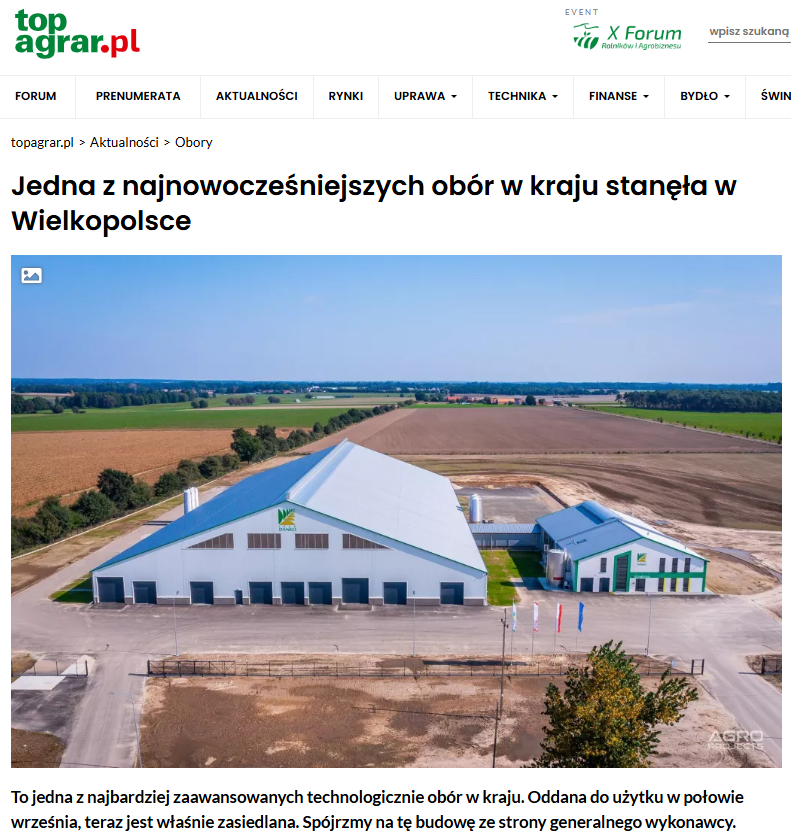 top
agrar.pl
EVENT
X Forum
Rolników i Agrobiznesu
wpisz szukaną
FORUM PRENUMERATA AKTUALNOŚCI RYNKI UPRAWA TECHNIKA FINANSE BYDŁO ŚWIN
topagrar.pl > Aktualności > Obory
Jedna z najnowocześniejszych obór w kraju stanęła w
Wielkopolsce
AGRO
PROJECTS
To jedna z najbardziej zaawansowanych technologicznie obór w kraju. Oddana do użytku w połowie
września, teraz jest właśnie zasiedlana. Spójrzmy na tę budowę ze strony generalnego wykonawcy.